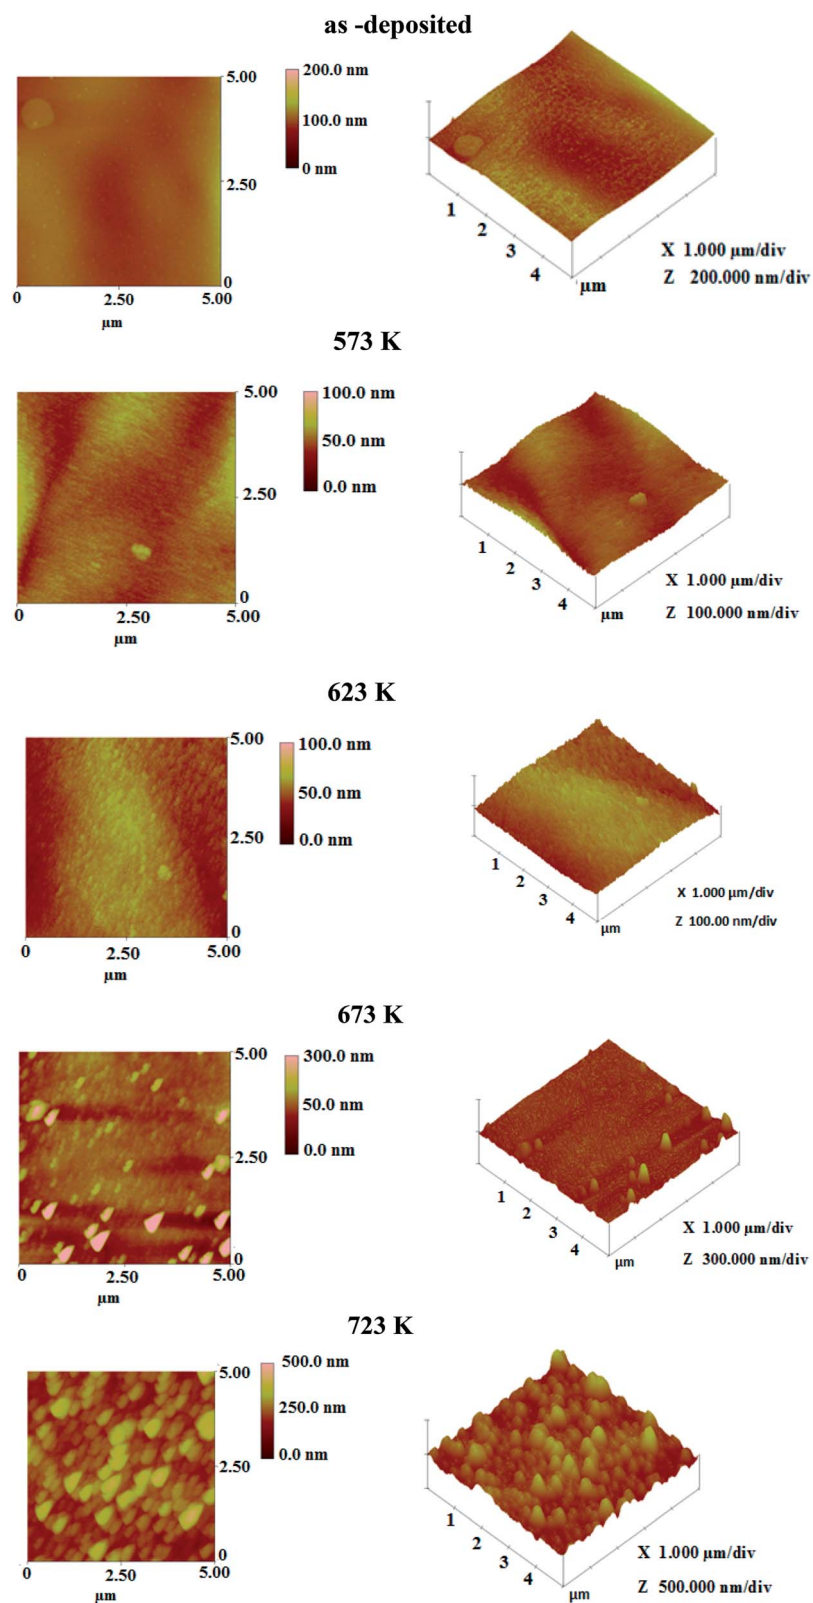 as -deposited
5.00
2.50
0
0
2.50
5.00
µm
200.0 nm
100.0 nm
0 nm
1
2
3
4
µm
X 1.000 µm/div
Z 200.000 nm/div
573 K
5.00
2.50
0
0
2.50
5.00
µm
100.0 nm
50.0 nm
0.0 nm
1
2
3
4
µm
X 1.000 µm/div
Z 100.000 nm/div
623 K
5.00
2.50
0
0
2.50
5.00
µm
100.0 nm
50.0 nm
0.0 nm
1
2
3
4
µm
X 1.000 µm/div
Z 100.00 nm/div
673 K
5.00
2.50
0
0
2.50
5.00
µm
300.0 nm
50.0 nm
0.0 nm
1
2
3
4
µm
X 1.000 µm/div
Z 300.000 nm/div
723 K
5.00
2.50
0
0
2.50
5.00
µm
500.0 nm
250.0 nm
0.0 nm
1
2
3
4
µm
X 1.000 µm/div
Z 500.000 nm/div